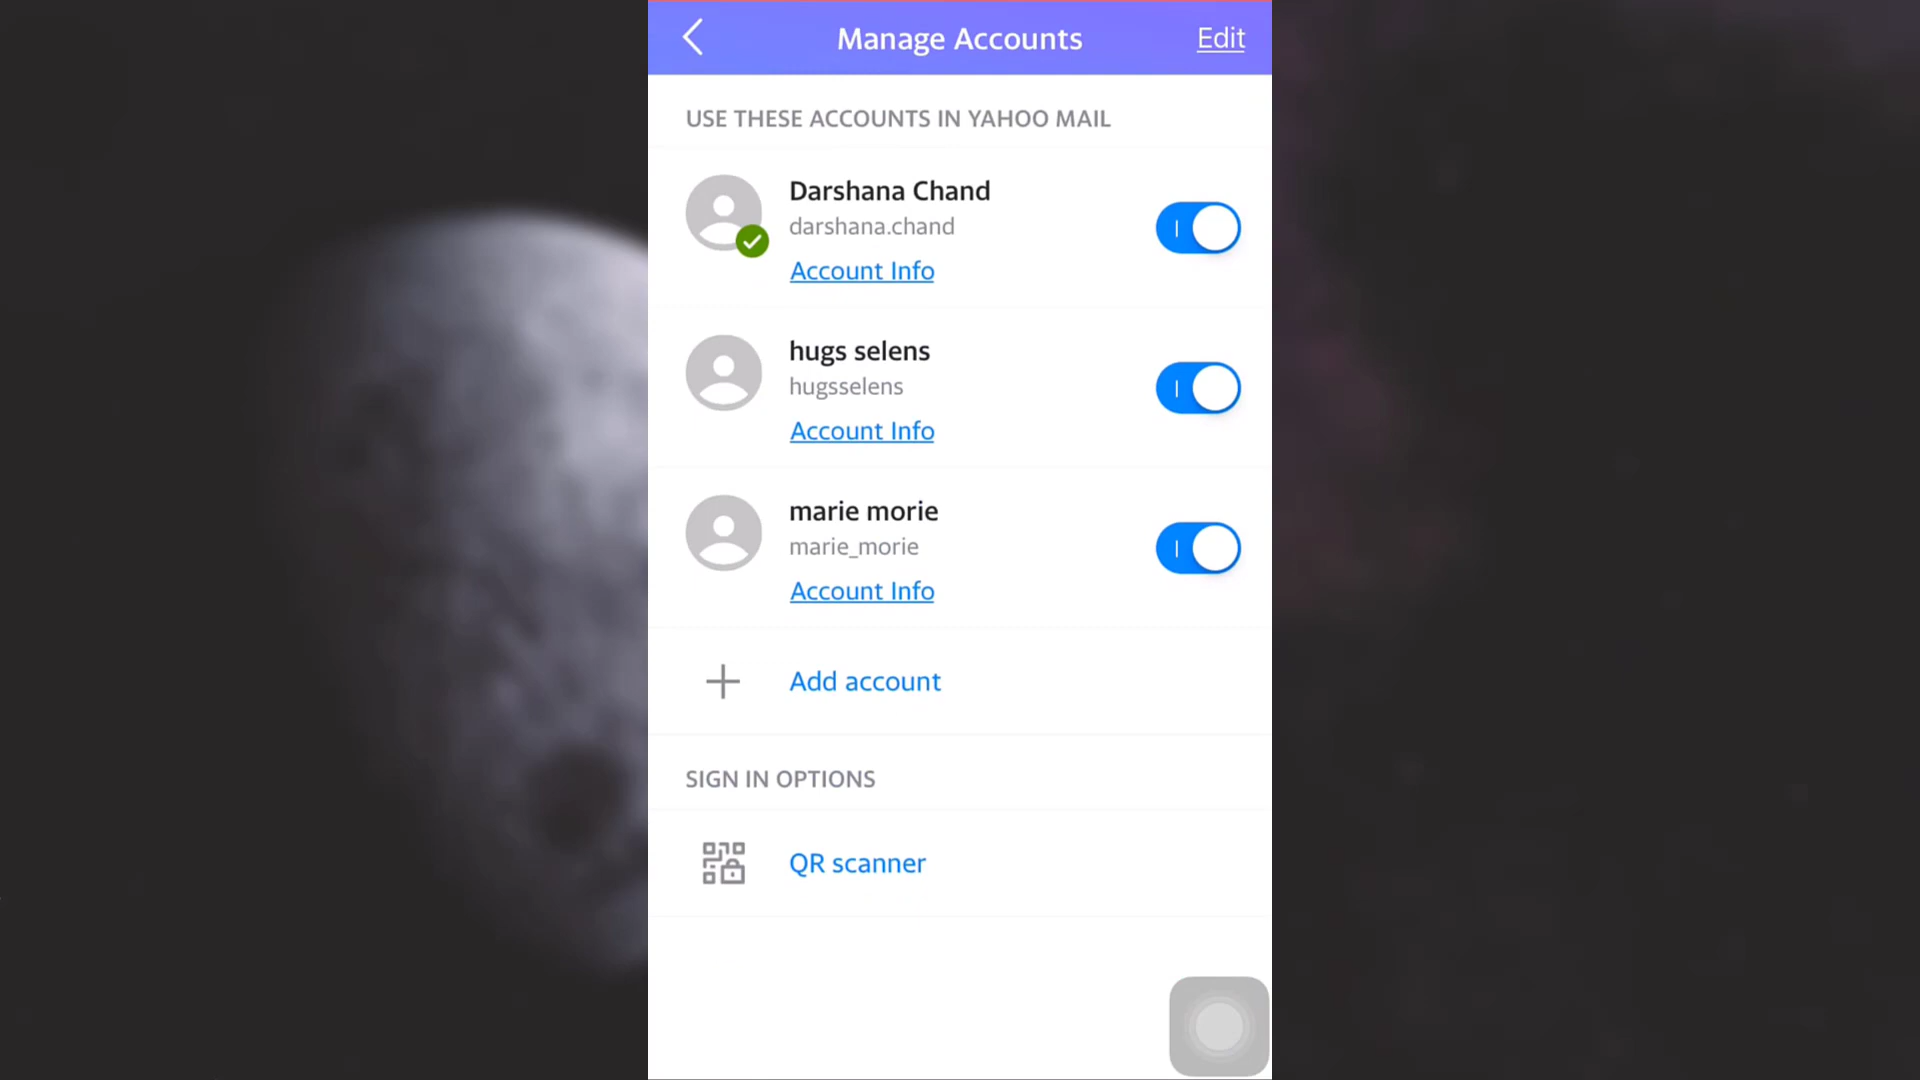 Manage Accounts
Edit
USE THESE ACCOUNTS IN YAHOO MAIL
Darshana Chand
darshana.chand
Account Info
hugs selens
hugsselens
Account Info
marie morie
marie_morie
Account Info
Add account
SIGN IN OPTIONS
QR scanner